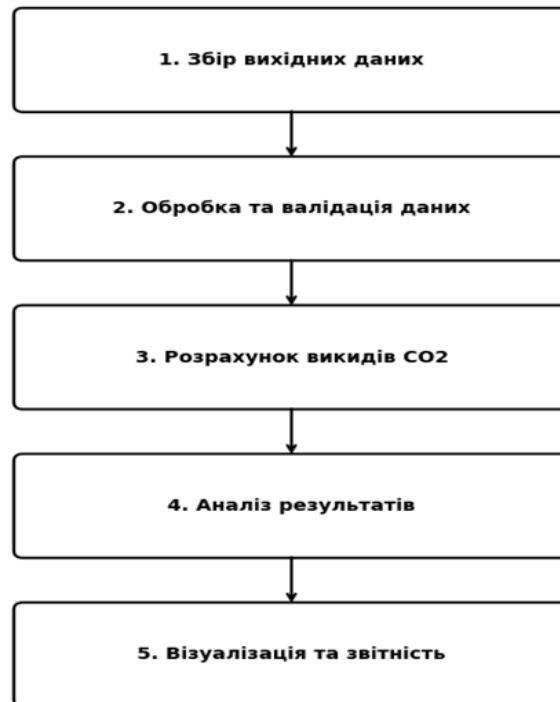 1. Збір вихідних даних
2. Обробка та валідація даних
3. Розрахунок викидів CO2
4. Аналіз результатів
5. Візуалізація та звітність